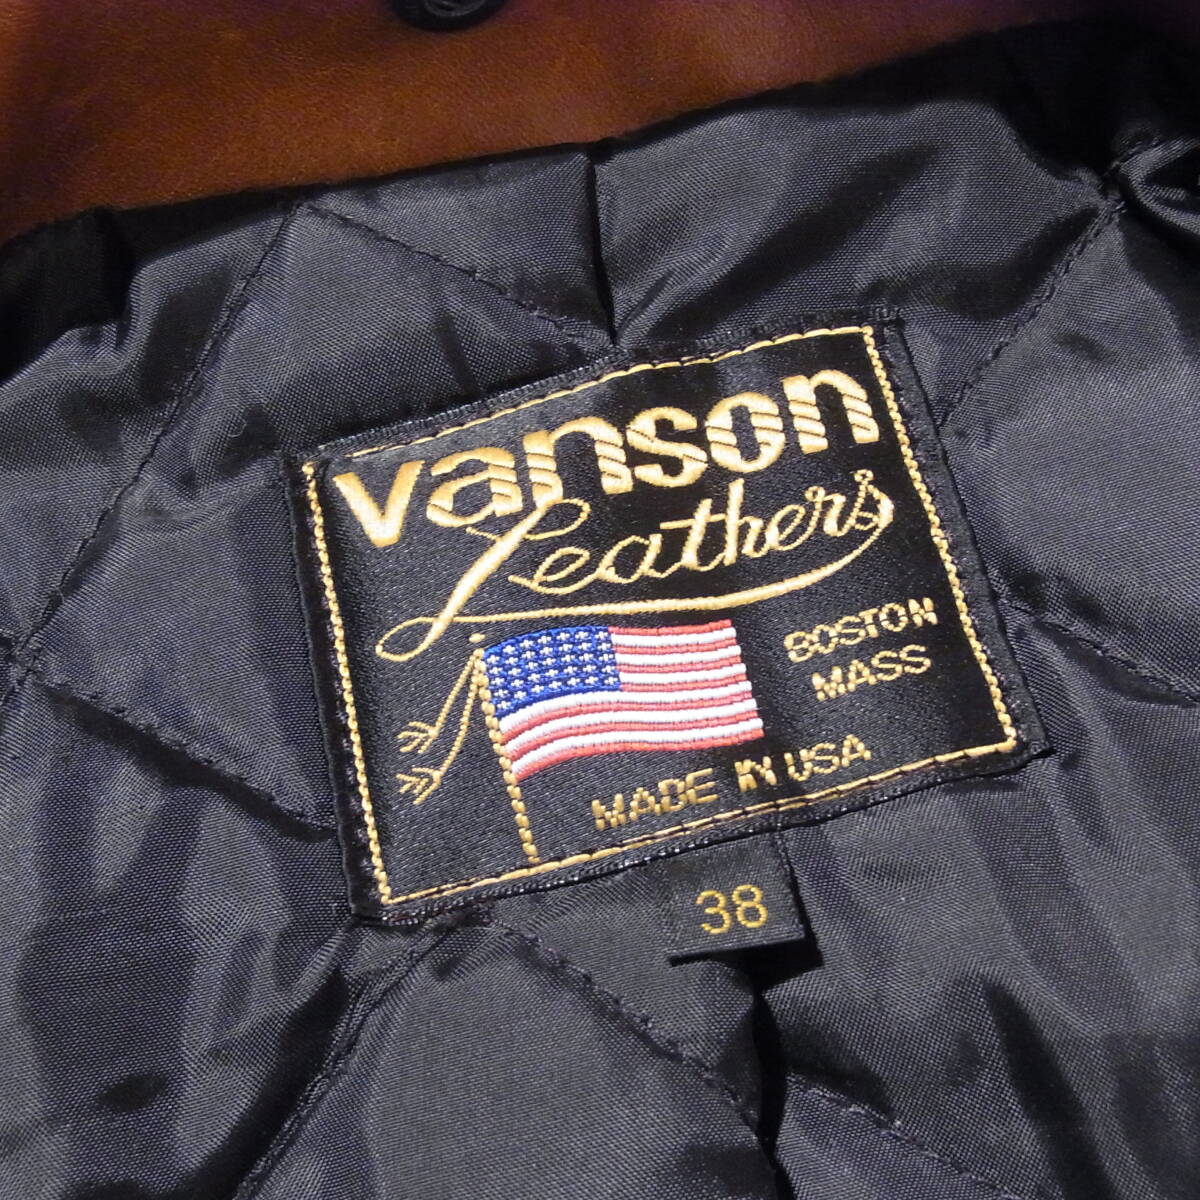 vanson
Leathers
BOSTON
MASS
MADE IN USA
38